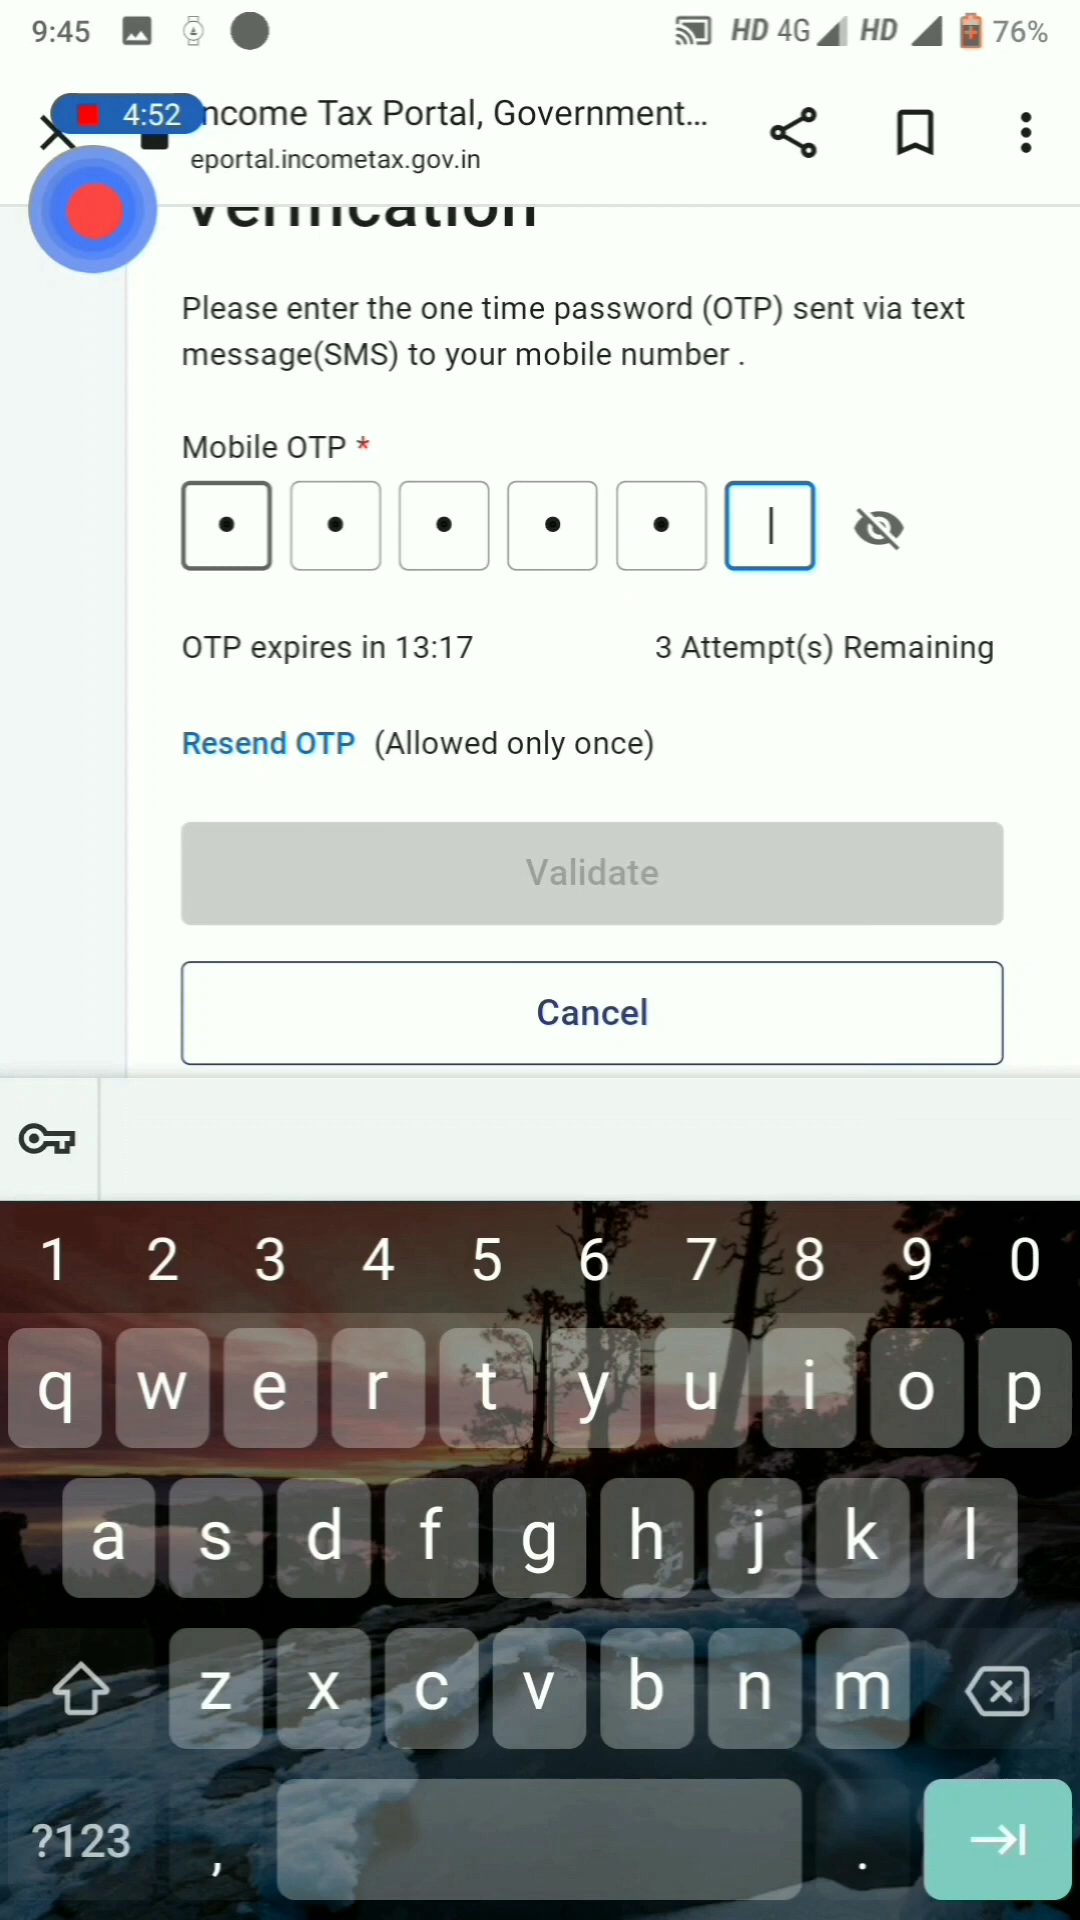 9:45 HD 4G HD 76%
4:52
ncome Tax Portal, Government...
eportal.incometax.gov.in
Verification
Please enter the one time password (OTP) sent via text
message(SMS) to your mobile number .
Mobile OTP *
OTP expires in 13:17 3 Attempt(s) Remaining
Resend OTP (Allowed only once)
Validate
Cancel
1 2 3 4 5 6 7 8 9 0
q w e r t y u i o p
a s d f g h j k l
z x c v b n m
?123 , .